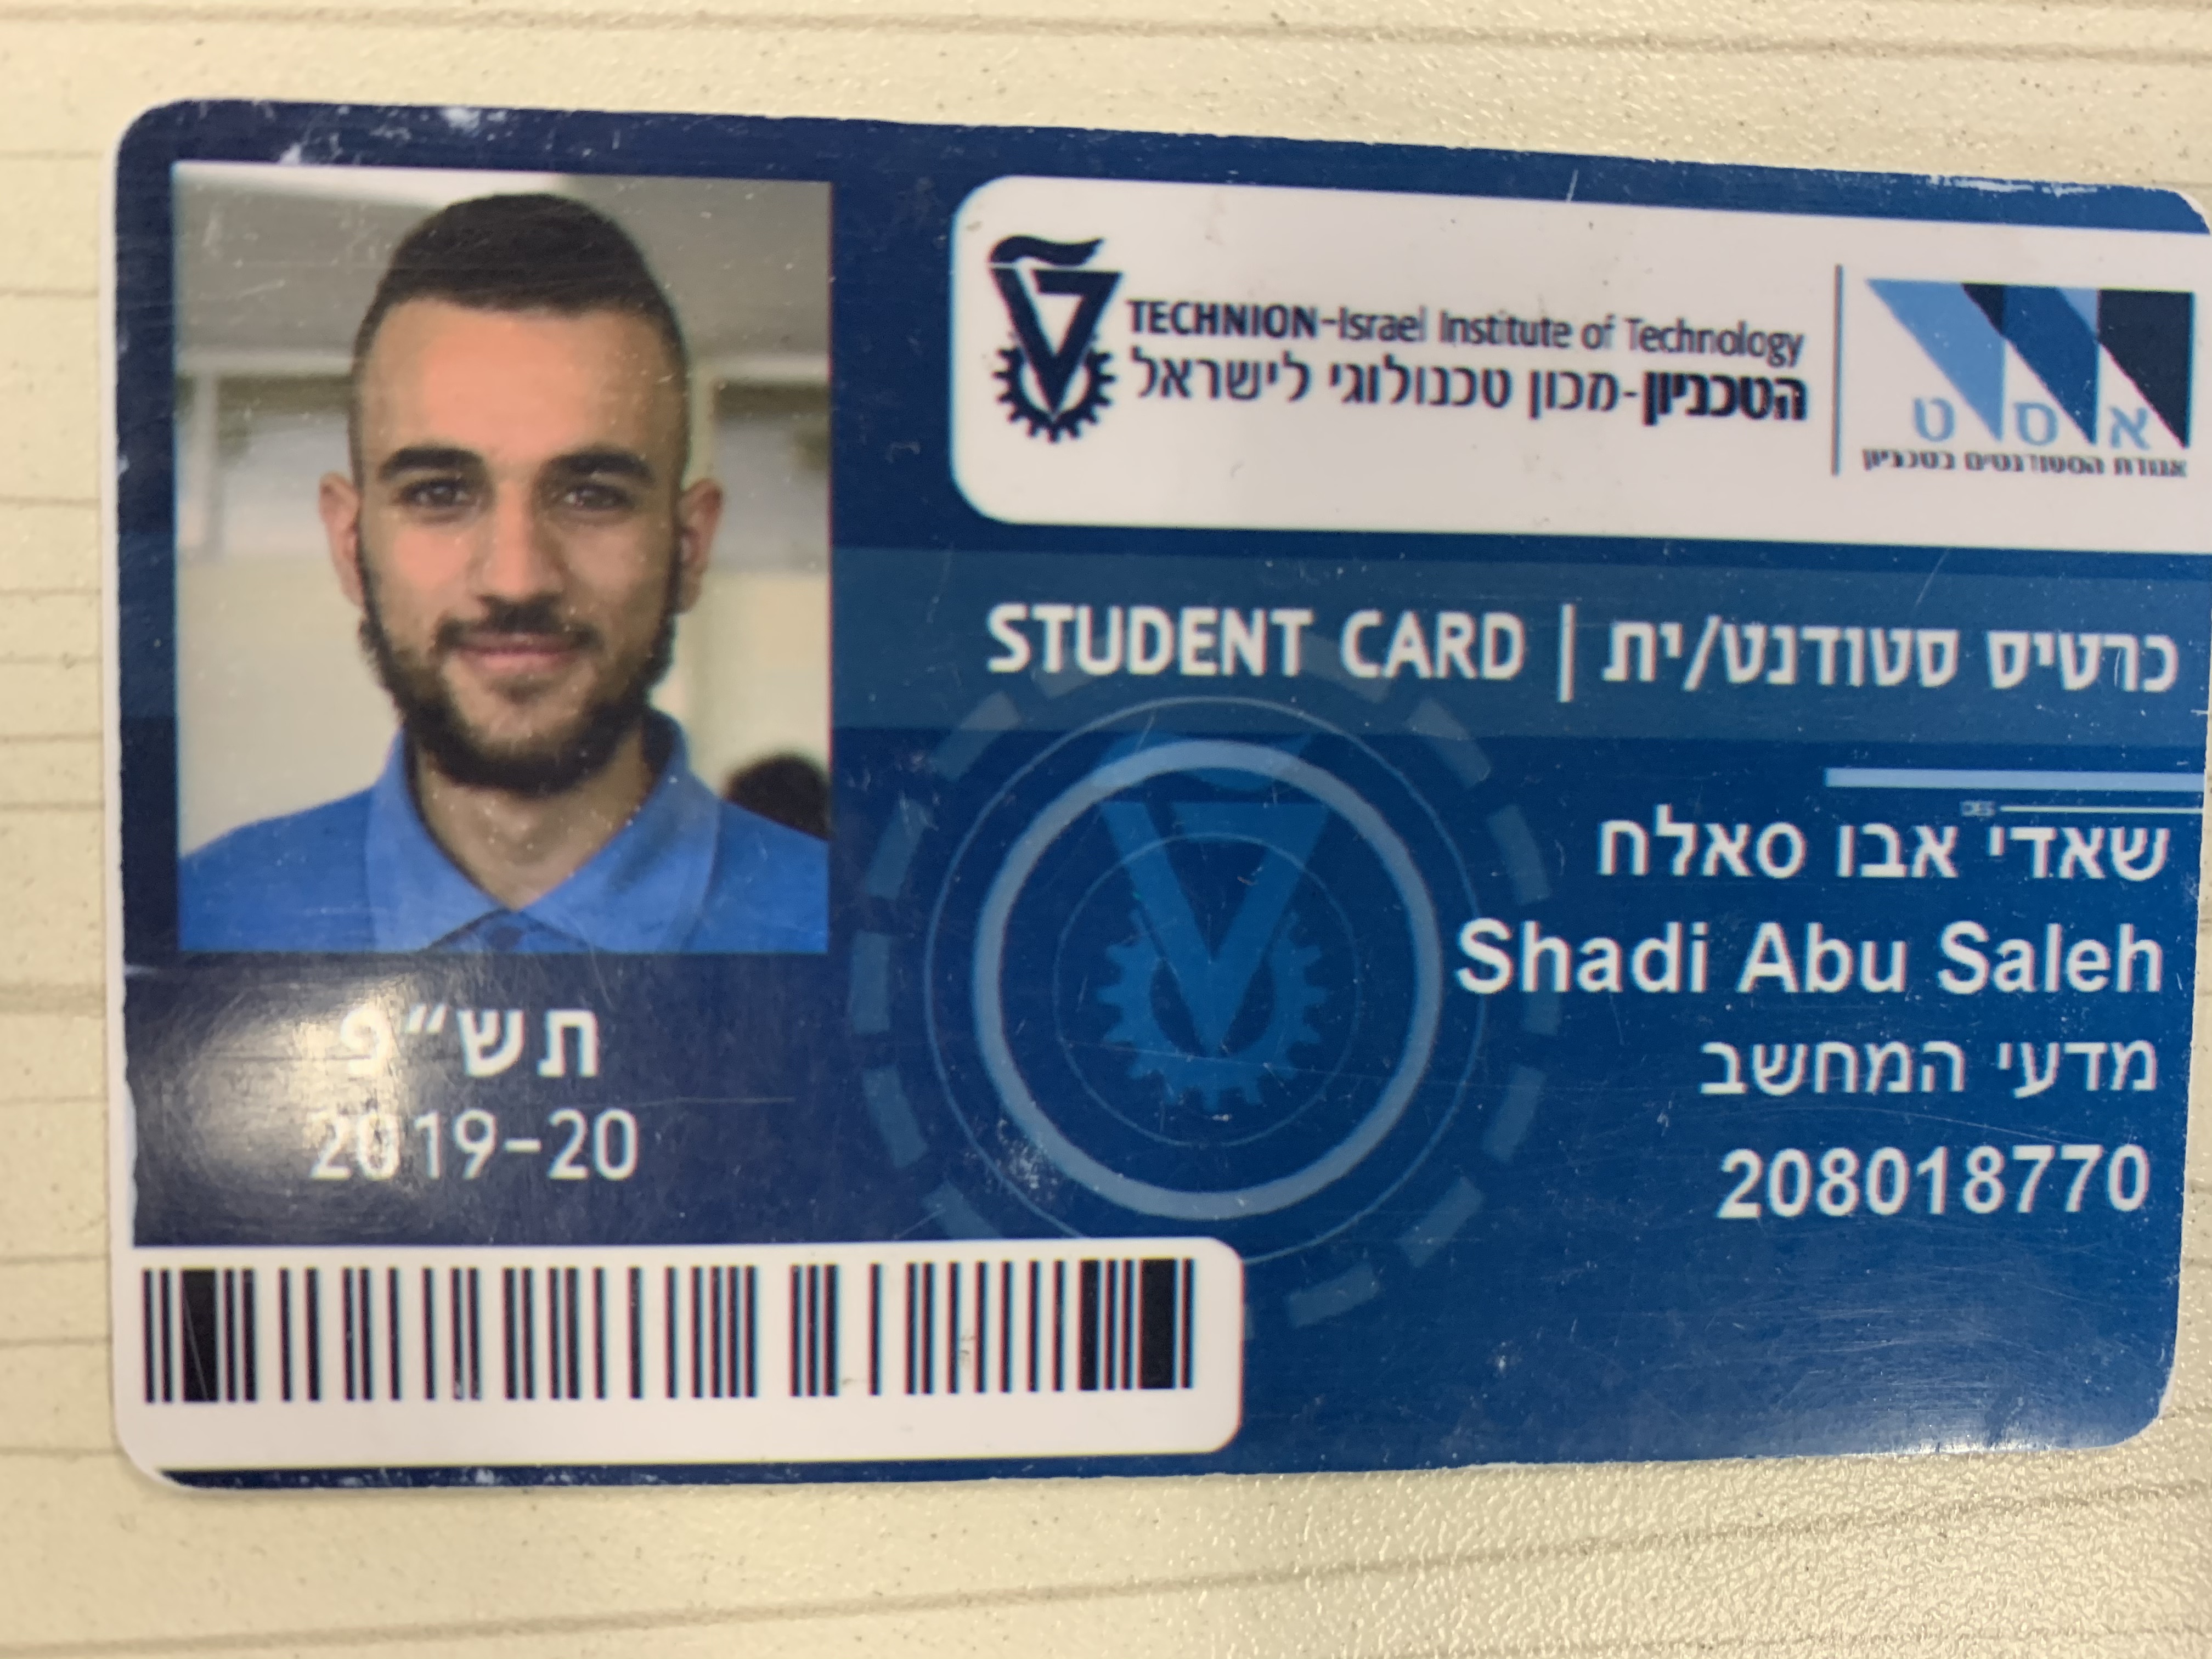 TECHNION-Israel Institute of Technology
הטכניון-מכון טכנולוגי לישראל
אסט
אגודת הסטודנטים בטכניון
STUDENT CARD | כרטיס סטודנט/ית
שאדי אבו סאלח
Shadi Abu Saleh
מדעי המחשב
208018770
תש״פ
2019-20